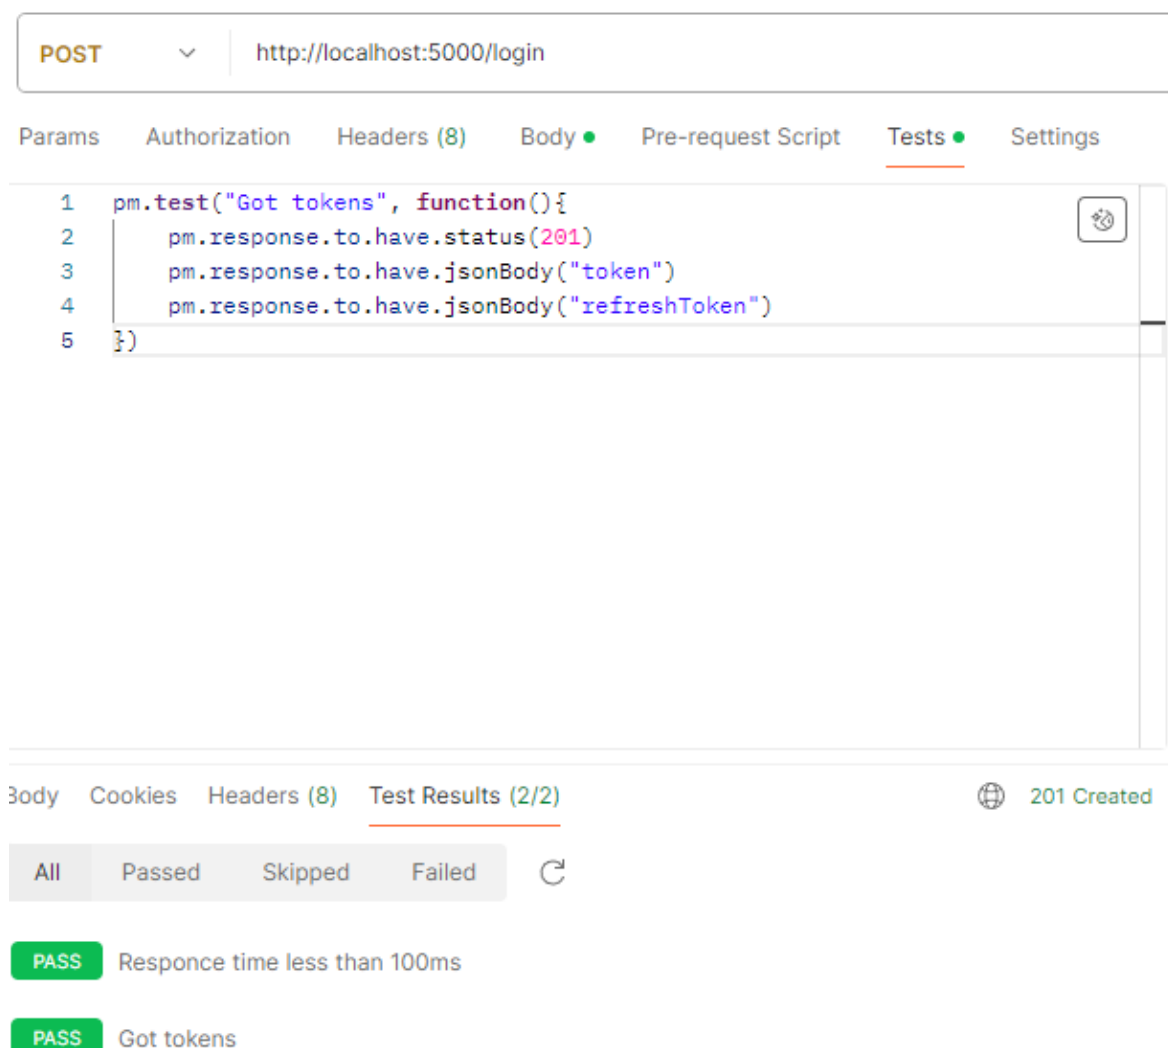 POST http://localhost:5000/login
Params Authorization Headers (8) Body Pre-request Script Tests Settings
1 pm.test("Got tokens", function(){
2 pm.response.to.have.status(201)
3 pm.response.to.have.jsonBody("token")
4 pm.response.to.have.jsonBody("refreshToken")
5 })
Body Cookies Headers (8) Test Results (2/2) 201 Created
All Passed Skipped Failed
PASS Responce time less than 100ms
PASS Got tokens